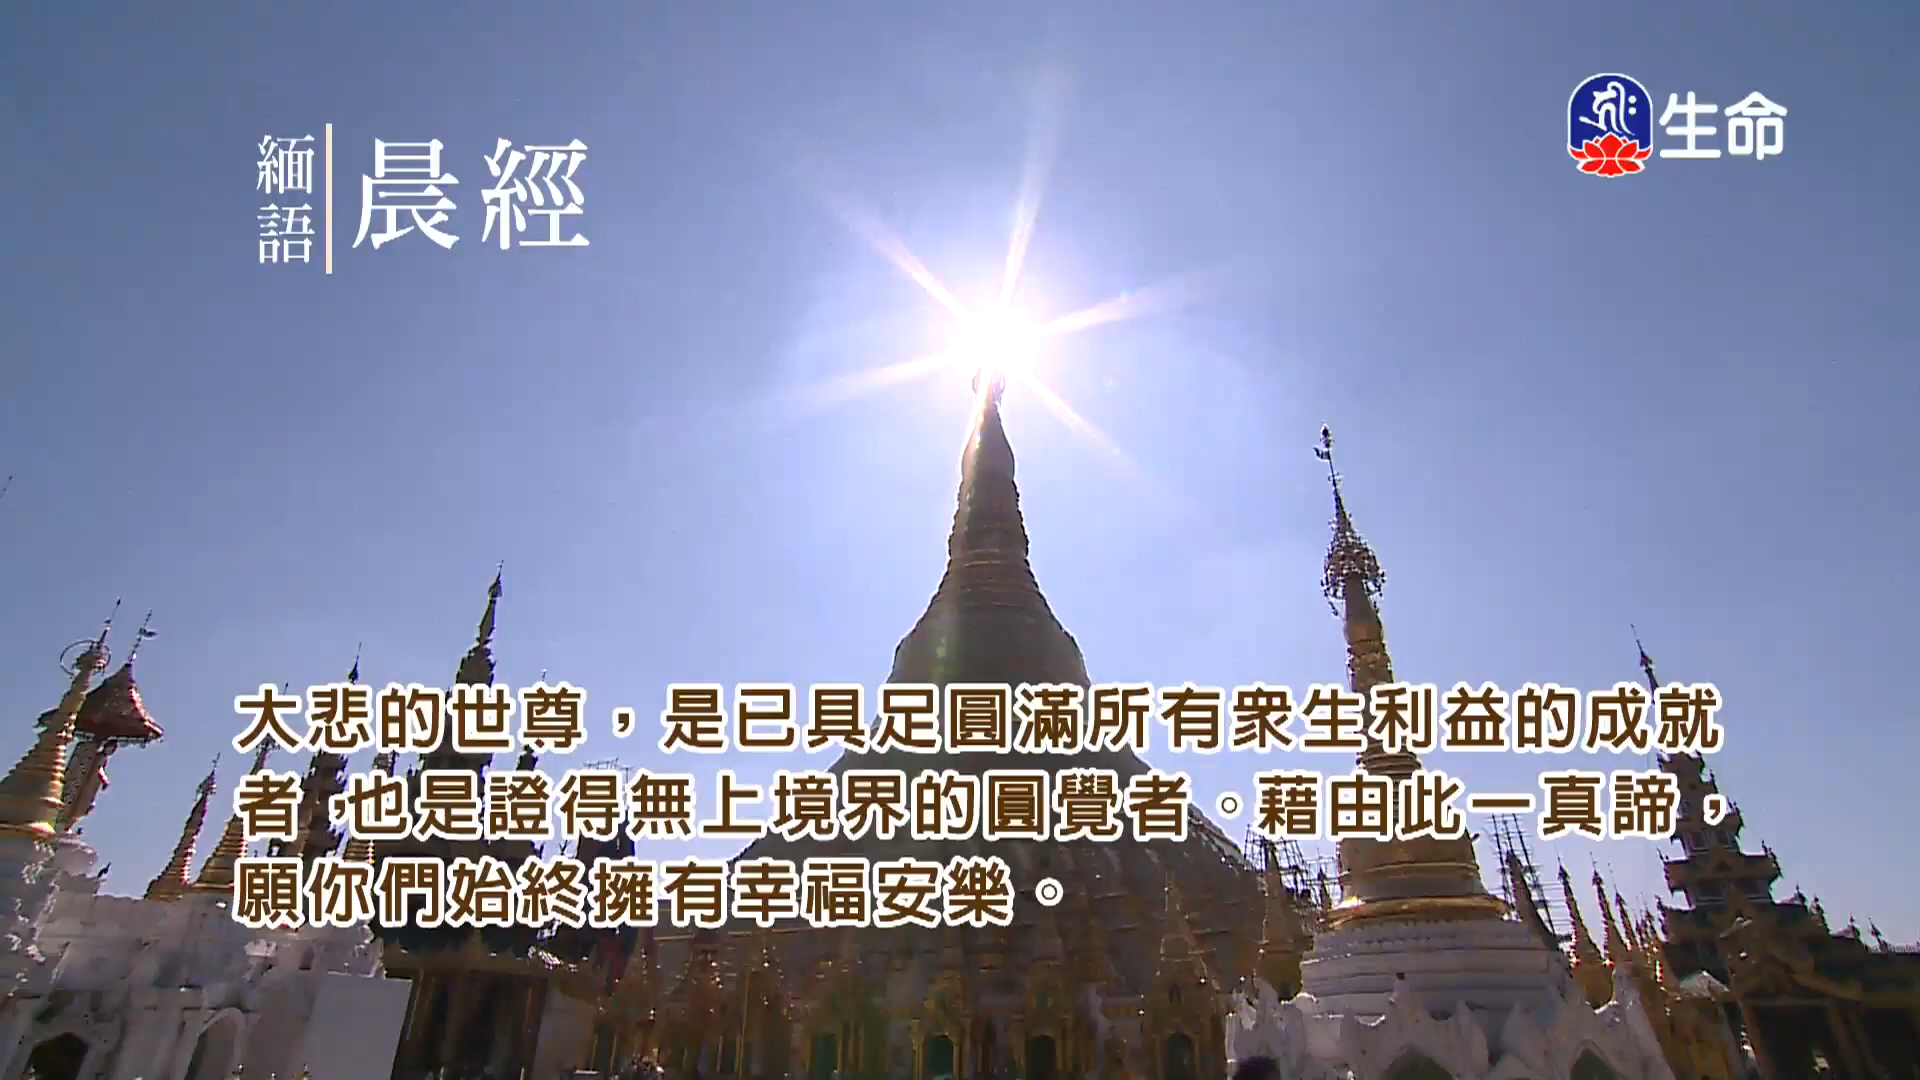 緬語
晨經
生命
大悲的世尊，是已具足圓滿所有眾生利益的成就
者，也是證得無上境界的圓覺者。藉由此一真諦，
願你們始終擁有幸福安樂。